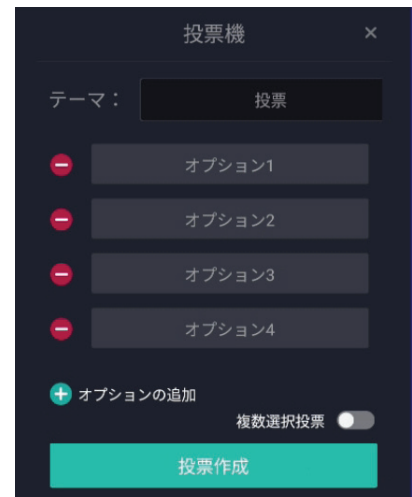 投票機 ×
テーマ： 投票
オプション1
オプション2
オプション3
オプション4
オプションの追加
複数選択投票
投票作成